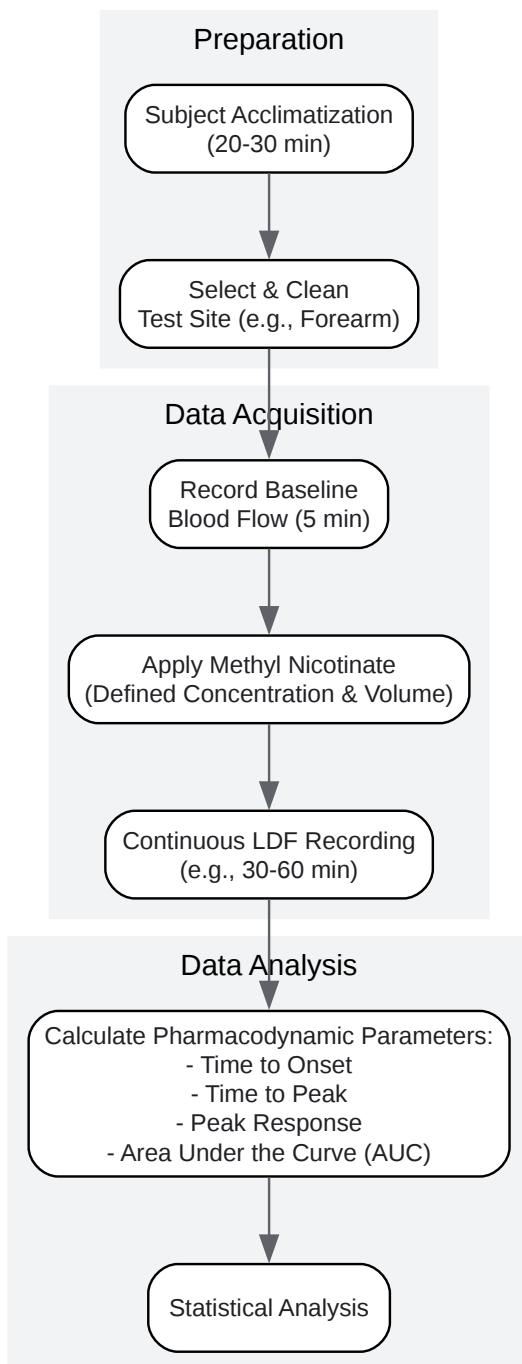 Preparation
Subject Acclimatization
(20-30 min)
Select & Clean
Test Site (e.g., Forearm)
Data Acquisition
Record Baseline
Blood Flow (5 min)
Apply Methyl Nicotinate
(Defined Concentration & Volume)
Continuous LDF Recording
(e.g., 30-60 min)
Data Analysis
Calculate Pharmacodynamic Parameters:
- Time to Onset
- Time to Peak
- Peak Response
- Area Under the Curve (AUC)
Statistical Analysis